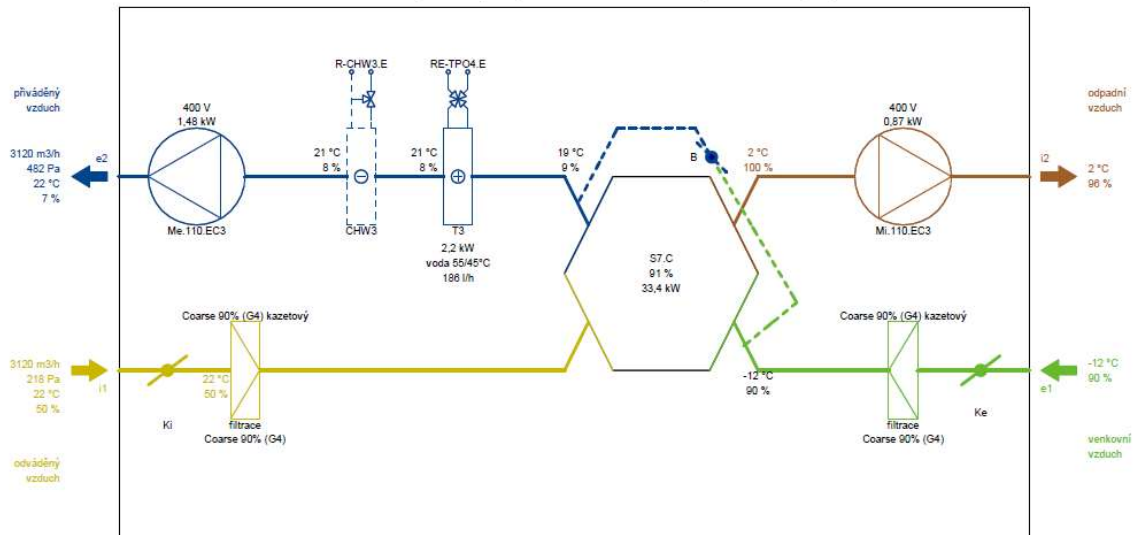 R-CHW3.E
RE-TPO4.E
přiváděný
vzduch
400 V
1,48 kW
400 V
0,87 kW
odpadní
vzduch
3120 m3/h
482 Pa
22 °C
7 %
e2
21 °C
8 %
21 °C
8 %
19 °C
9 %
B
2 °C
100 %
i2
2 °C
96 %
Me.110.EC3
CHW3
T3
Mi.110.EC3
2,2 kW
voda 55/45°C
186 l/h
S7.C
91 %
33,4 kW
Coarse 90% (G4) kazetový
Coarse 90% (G4) kazetový
3120 m3/h
218 Pa
22 °C
50 %
i1
22 °C
50 %
-12 °C
90 %
-12 °C
90 %
e1
Ki
filtrace
Coarse 90% (G4)
filtrace
Coarse 90% (G4)
Ke
odváděný
vzduch
venkovní
vzduch